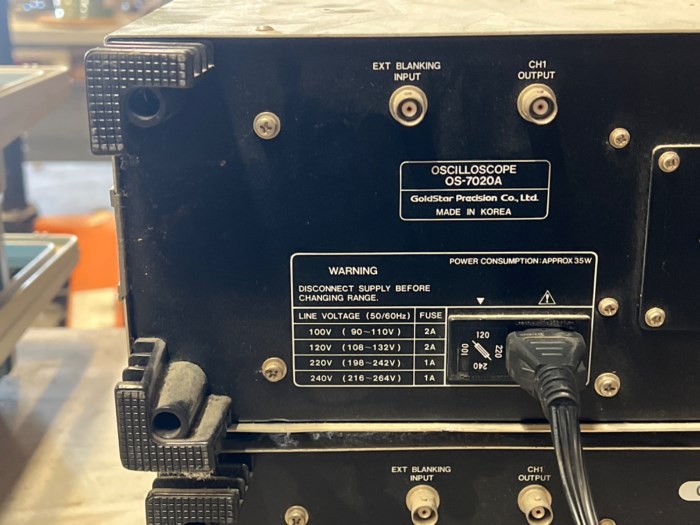 EXT BLANKING
INPUT
CH1
OUTPUT
OSCILLOSCOPE
OS-7020A
GoldStar Precision Co., Ltd.
MADE IN KOREA
WARNING
POWER CONSUMPTION:APPROX 35W
DISCONNECT SUPPLY BEFORE
CHANGING RANGE.
LINE VOLTAGE (50/60Hz) FUSE
100V (90~110V) 2A
120V (108~132V) 2A
220V (198~242V) 1A
240V (216~264V) 1A
120
100
220
240
EXT BLANKING
INPUT
CH1
OUTPUT